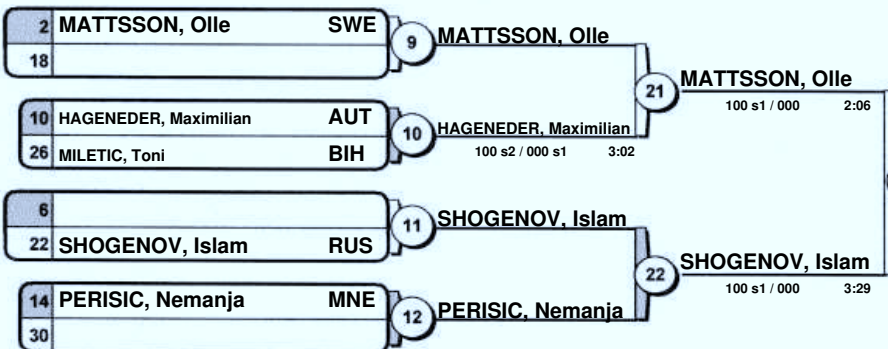 2 MATTSSON, Olle SWE
18
9 MATTSSON, Olle
10 HAGENEDER, Maximilian AUT
26 MILETIC, Toni BIH
10 HAGENEDER, Maximilian
100 s2 / 000 s1 3:02
21 MATTSSON, Olle
100 s1 / 000 2:06
6
22 SHOGENOV, Islam RUS
11 SHOGENOV, Islam
14 PERISIC, Nemanja MNE
30
12 PERISIC, Nemanja
22 SHOGENOV, Islam
100 s1 / 000 3:29